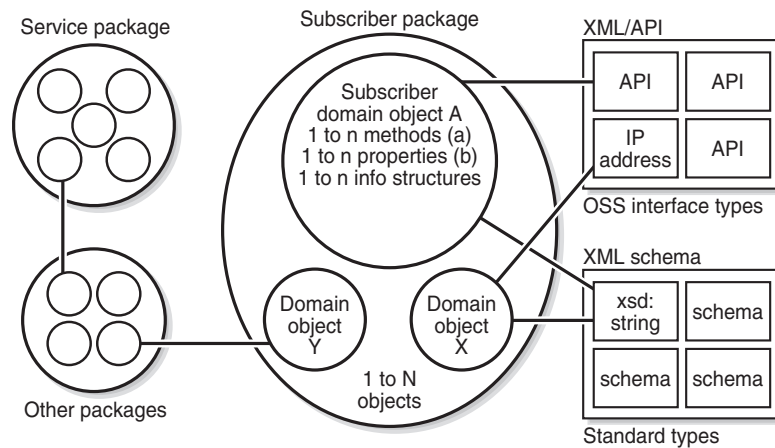 Service package
Subscriber package
Subscriber
domain object A
1 to n methods (a)
1 to n properties (b)
1 to n info structures
Domain
object
Y
Domain
object
X
1 to N
objects
Other packages
XML/API
API
API
IP
address
API
OSS interface types
XML schema
xsd:
string
schema
schema
schema
Standard types